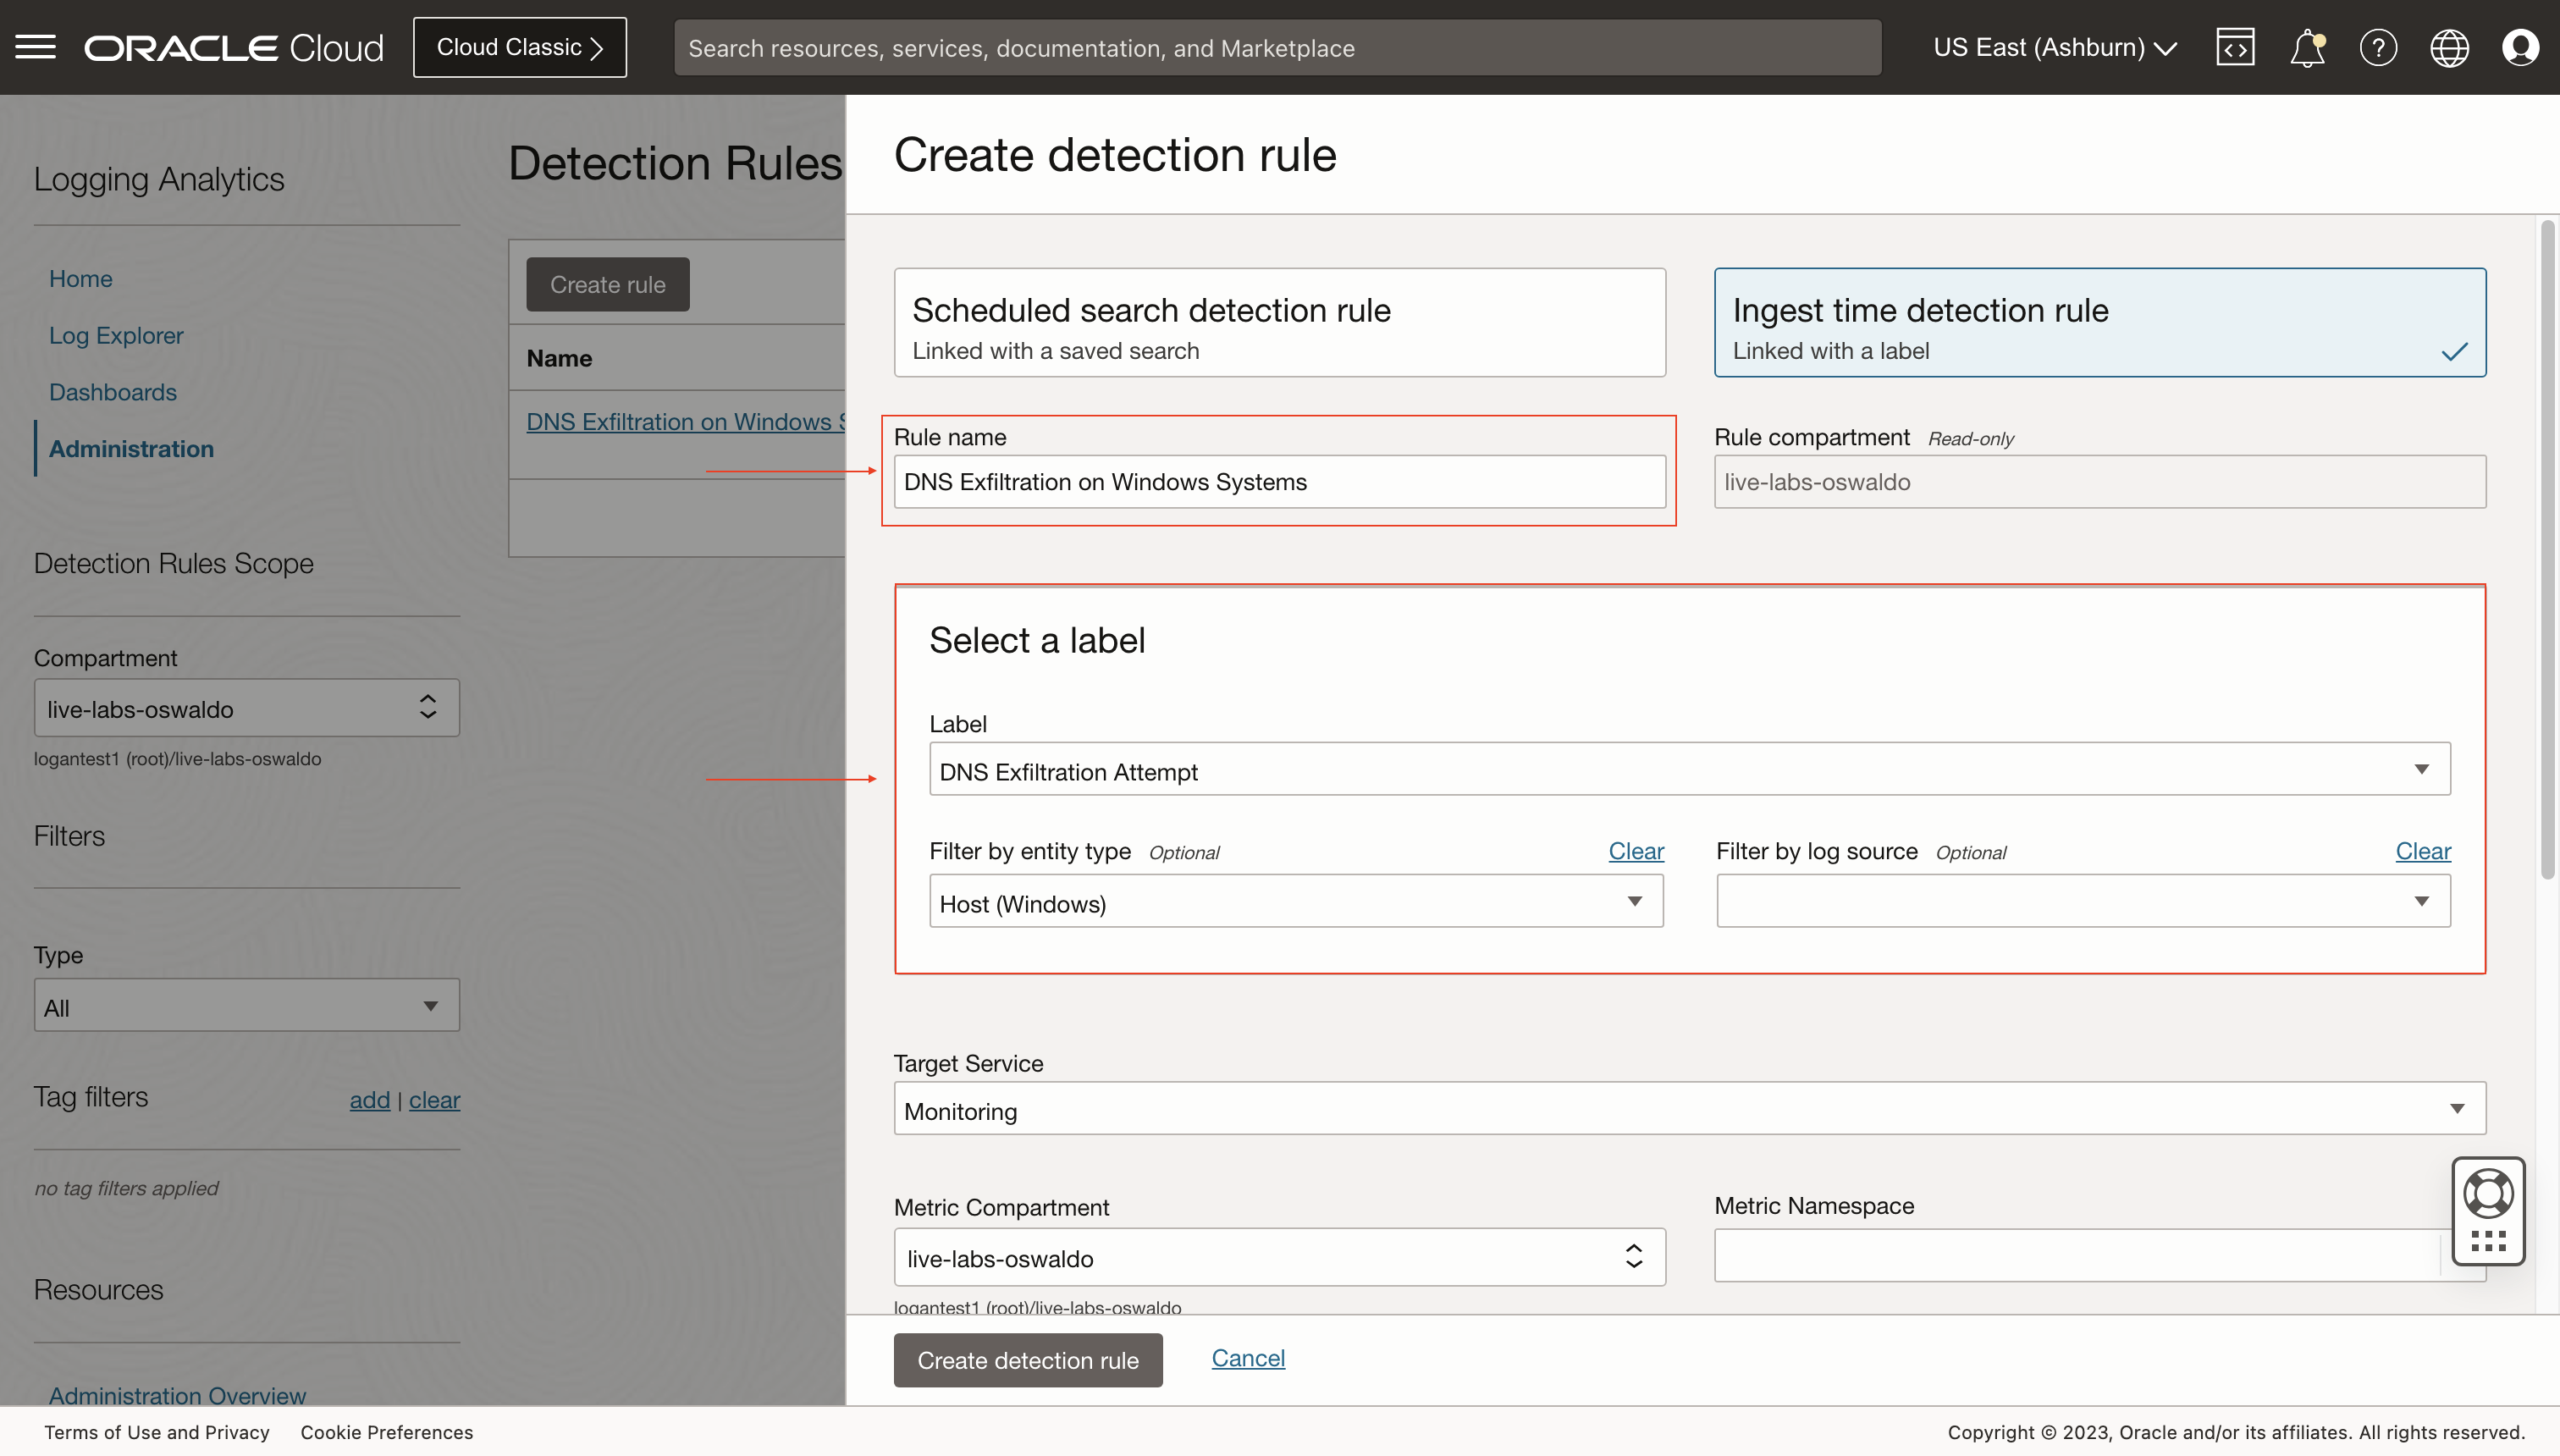 ORACLE Cloud
Cloud Classic
Search resources, services, documentation, and Marketplace
US East (Ashburn)
Logging Analytics
Home
Log Explorer
Dashboards
Administration
Detection Rules Scope
Compartment
live-labs-oswaldo
logantest1 (root)/live-labs-oswaldo
Filters
Type
All
Tag filters
add | clear
no tag filters applied
Resources
Administration Overview
Detection Rules
Create rule
Name
DNS Exfiltration on Windows S
Create detection rule
Scheduled search detection rule
Linked with a saved search
Ingest time detection rule
Linked with a label
Rule name
DNS Exfiltration on Windows Systems
Rule compartment Read-only
live-labs-oswaldo
Select a label
Label
DNS Exfiltration Attempt
Filter by entity type Optional Clear
Host (Windows)
Filter by log source Optional Clear
Target Service
Monitoring
Metric Compartment
live-labs-oswaldo
logantest1 (root)/live-labs-oswaldo
Metric Namespace
Create detection rule
Cancel
Terms of Use and Privacy
Cookie Preferences
Copyright © 2023, Oracle and/or its affiliates. All rights reserved.